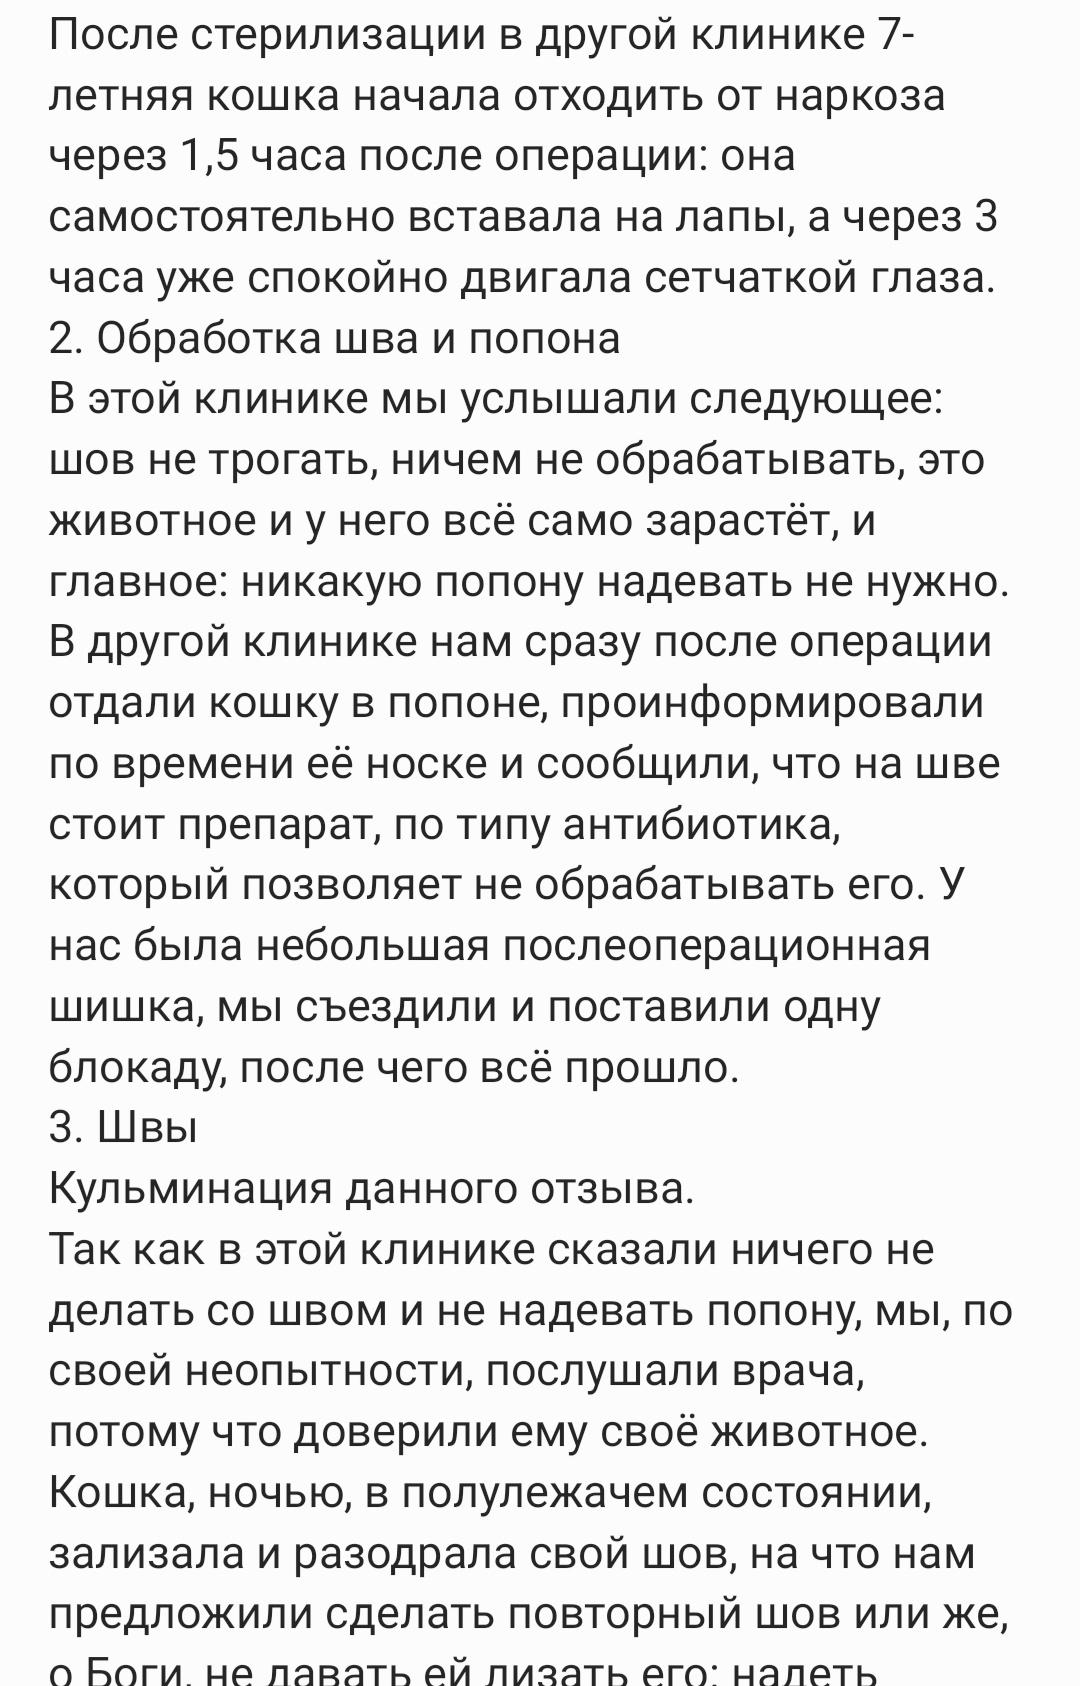 После стерилизации в другой клинике 7-
летняя кошка начала отходить от наркоза
через 1,5 часа после операции: она
самостоятельно вставала на лапы, а через 3
часа уже спокойно двигала сетчаткой глаза.
2. Обработка шва и попона
В этой клинике мы услышали следующее:
шов не трогать, ничем не обрабатывать, это
животное и у него всё само зарастёт, и
главное: никакую попону надевать не нужно.
В другой клинике нам сразу после операции
отдали кошку в попоне, проинформировали
по времени её носке и сообщили, что на шве
стоит препарат, по типу антибиотика,
который позволяет не обрабатывать его. У
нас была небольшая послеоперационная
шишка, мы съездили и поставили одну
блокаду, после чего всё прошло.
3. Швы
Кульминация данного отзыва.
Так как в этой клинике сказали ничего не
делать со швом и не надевать попону, мы, по
своей неопытности, послушали врача,
потому что доверили ему своё животное.
Кошка, ночью, в полулежачем состоянии,
зализала и разодрала свой шов, на что нам
предложили сделать повторный шов или же,
о Боги, не давать ей лизать его: надеть